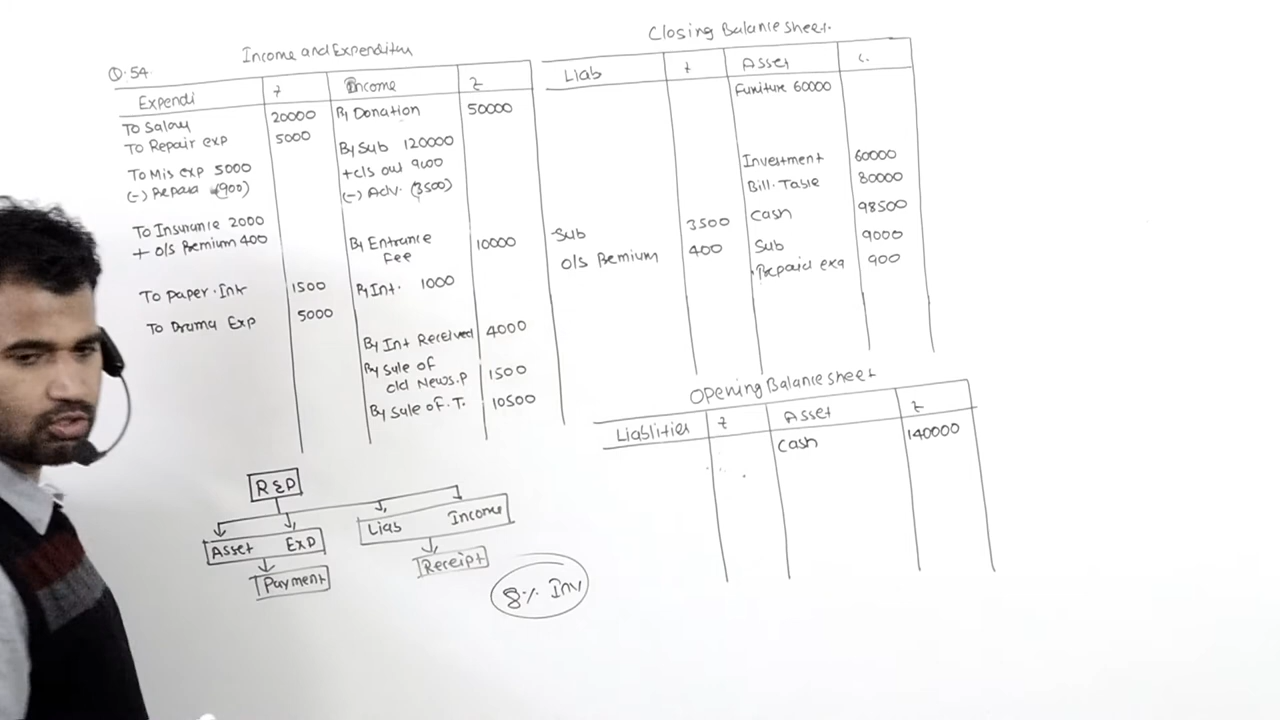 Q.54
Income and Expenditu
Expendi ₹ Income ₹
To Salary 20000
To Repair exp 5000
To Mis exp 5000
(-) Prepaid (900)
To Insurance 2000
+ o/s Premium 400
To Paper.Ink 1500
To Drama Exp 5000
By Donation 50000
By Sub 120000
+c/s out 9000
(-) Adv. (3500)
By Entrance
Fee 10000
By Int. 1000
By Int Received 4000
By Sale of
old News.P 1500
By Sale of.T. 10500
Closing Balance sheet.
Liab ₹ Asset
Sub 3500
o/s Premium 400
Funiture 60000
Investment 60000
Bill.Table 80000
Cash 98500
Sub 9000
Prepaid exp 900
Opening Balance sheet
Liablities ₹ Asset ₹
Cash 140000
R&P
Asset Exp
Payment
Liab Income
Receipt
8% Inv